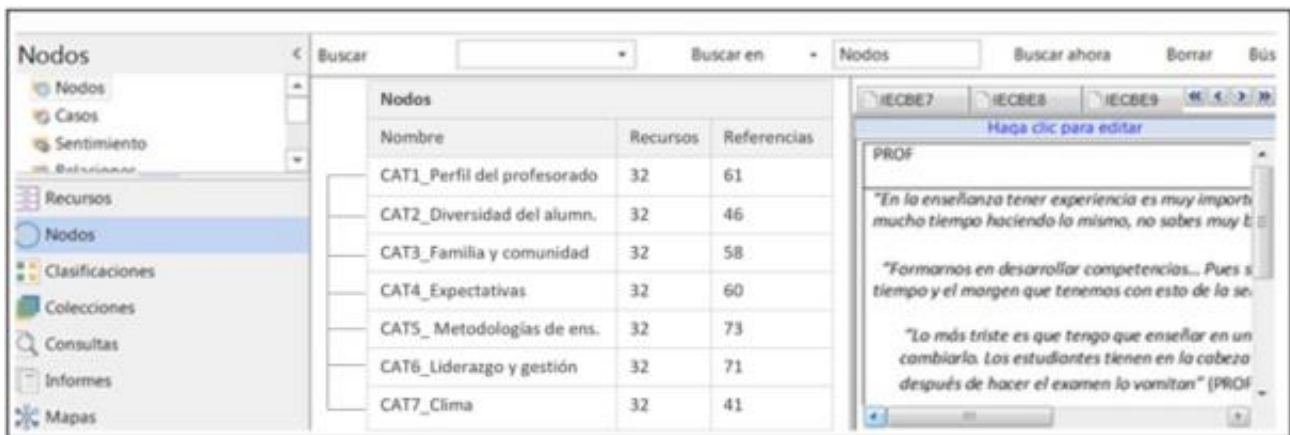 Nodos
Nodos
Casos
Sentimiento
Relaciones
Recursos
Nodos
Clasificaciones
Colecciones
Consultas
Informes
Mapas
Buscar Buscar en Nodos Buscar ahora Borrar Bús
Nodos
Nombre Recursos Referencias
CAT1_Perfil del profesorado 32 61
CAT2_Diversidad del alumn. 32 46
CAT3_Familia y comunidad 32 58
CAT4_Expectativas 32 60
CAT5_ Metodologías de ens. 32 73
CAT6_Liderazgo y gestión 32 71
CAT7_Clima 32 41
IECBE7 IECBE8 IECBE9
Haga clic para editar
PROF
"En la enseñanza tener experiencia es muy import
mucho tiempo haciendo lo mismo, no sabes muy b
"Formarnos en desarrollar competencias... Pues s
tiempo y el margen que tenemos con esto de la se
"Lo más triste es que tengo que enseñar en un
cambiarlo. Los estudiantes tienen en la cabeza
después de hacer el examen lo vomitan" (PROF